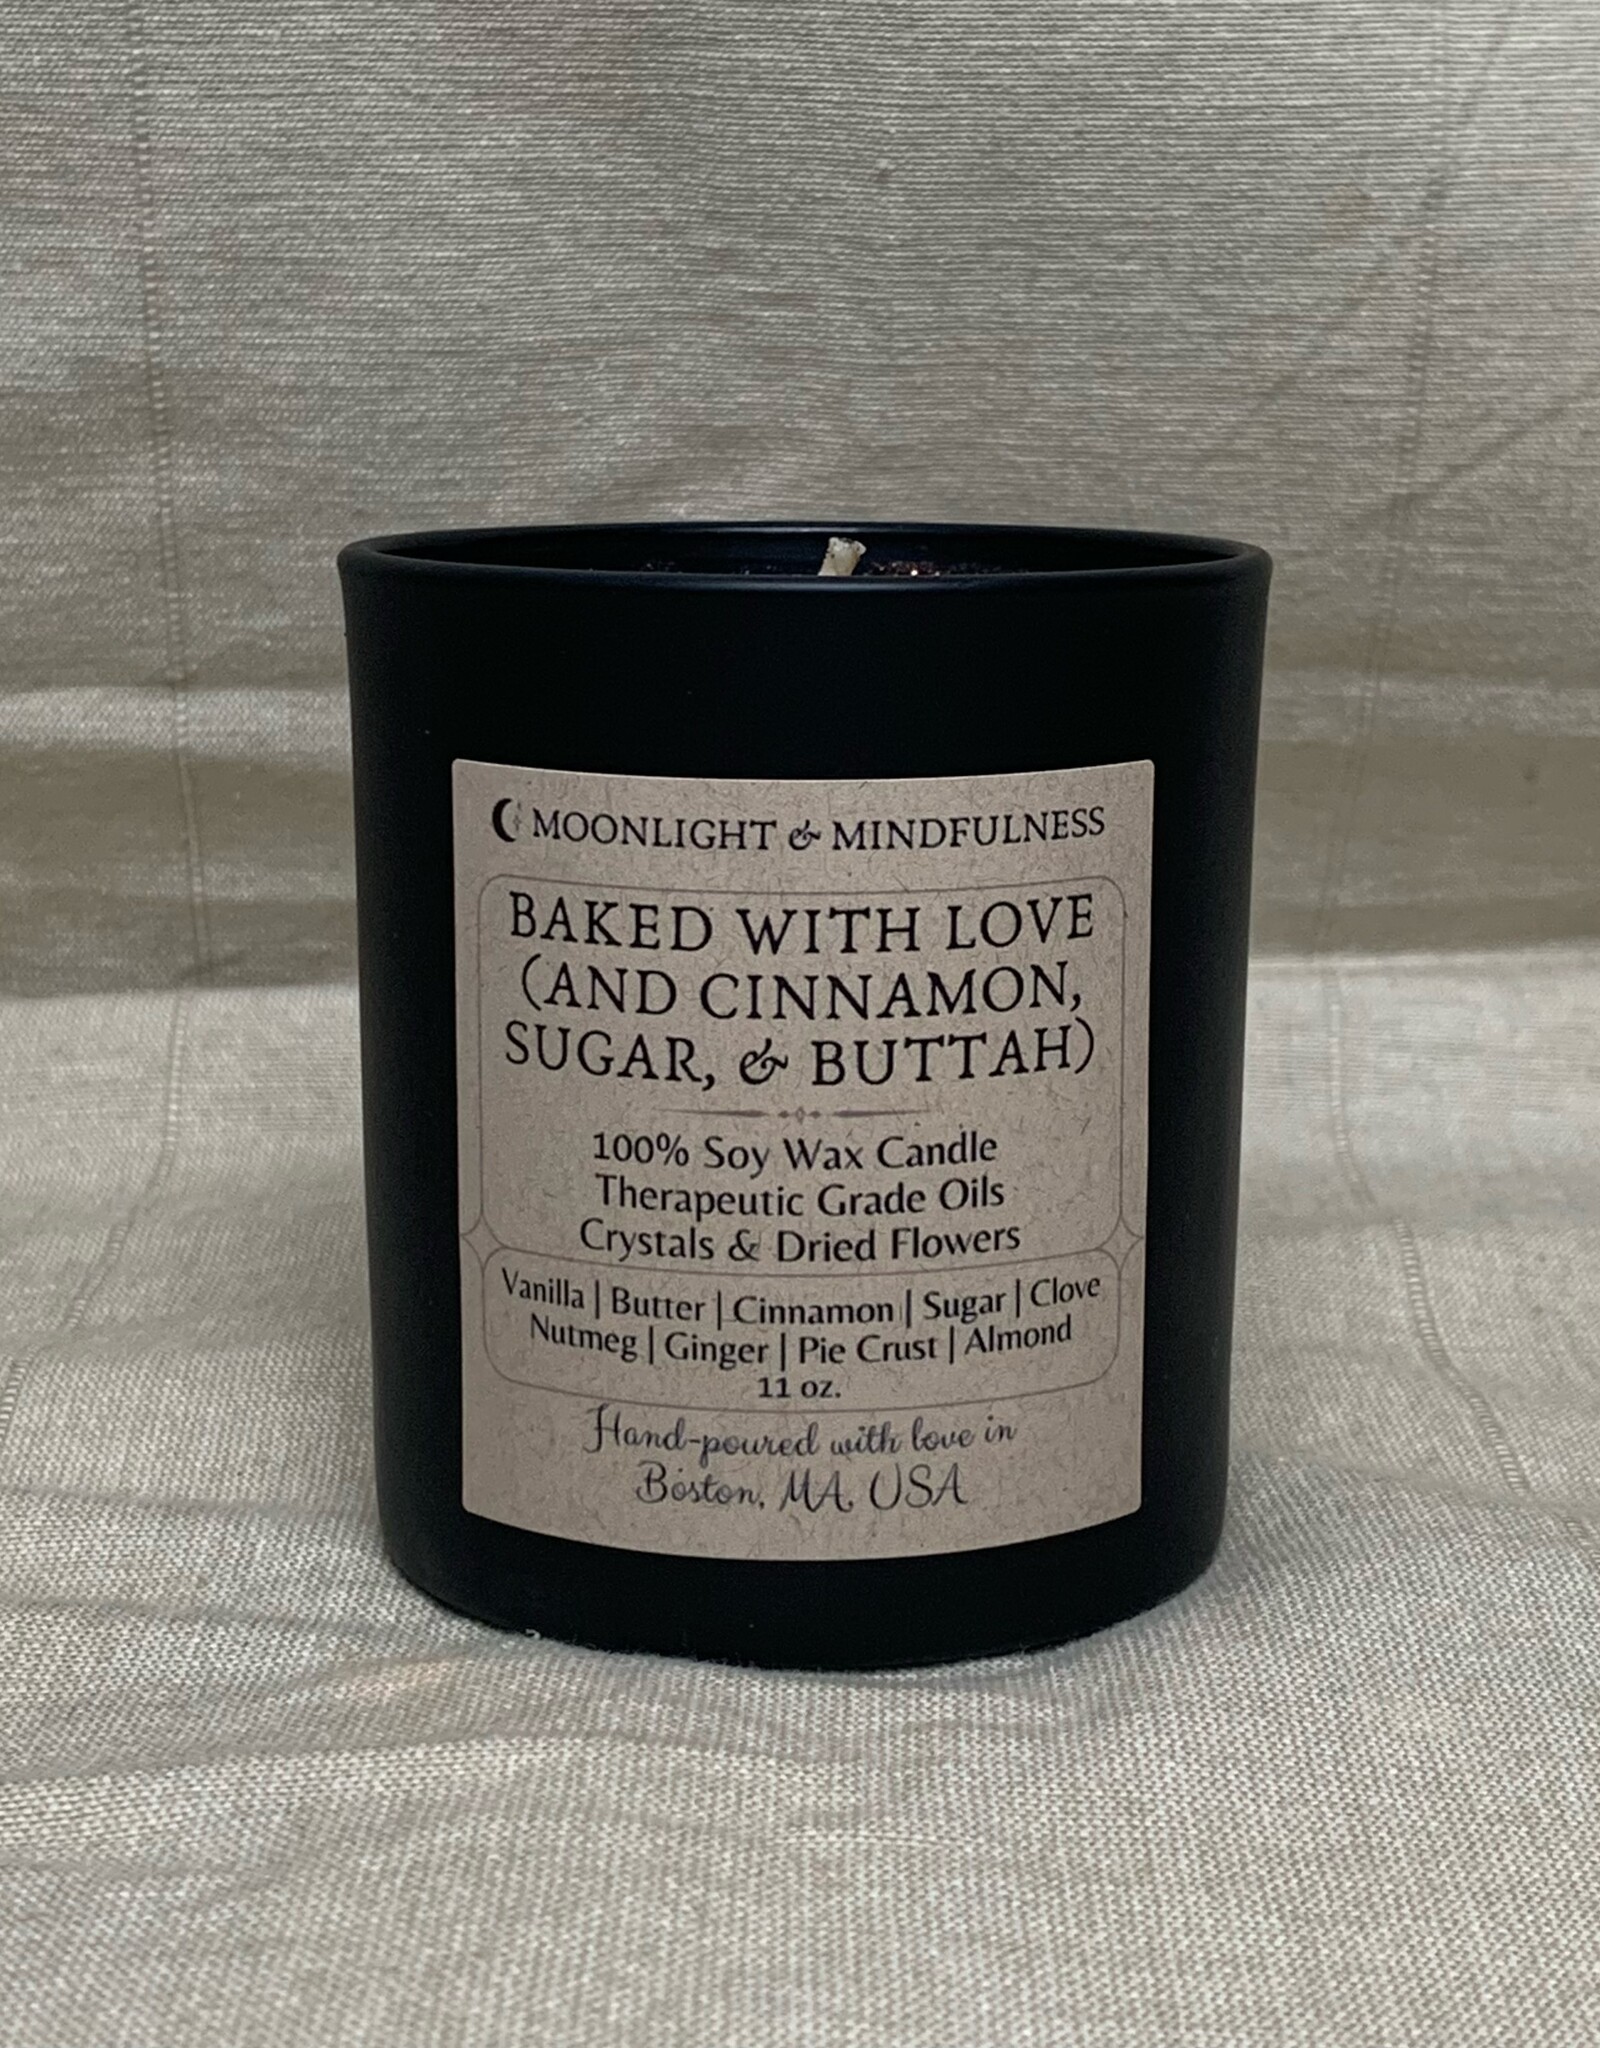 MOONLIGHT & MINDFULNESS
BAKED WITH LOVE
(AND CINNAMON,
SUGAR, & BUTTAH)
100% Soy Wax Candle
Therapeutic Grade Oils
Crystals & Dried Flowers
Vanilla | Butter | Cinnamon | Sugar | Clove
Nutmeg | Ginger | Pie Crust | Almond
11 oz.
Hand-poured with love in
Boston, MA, USA